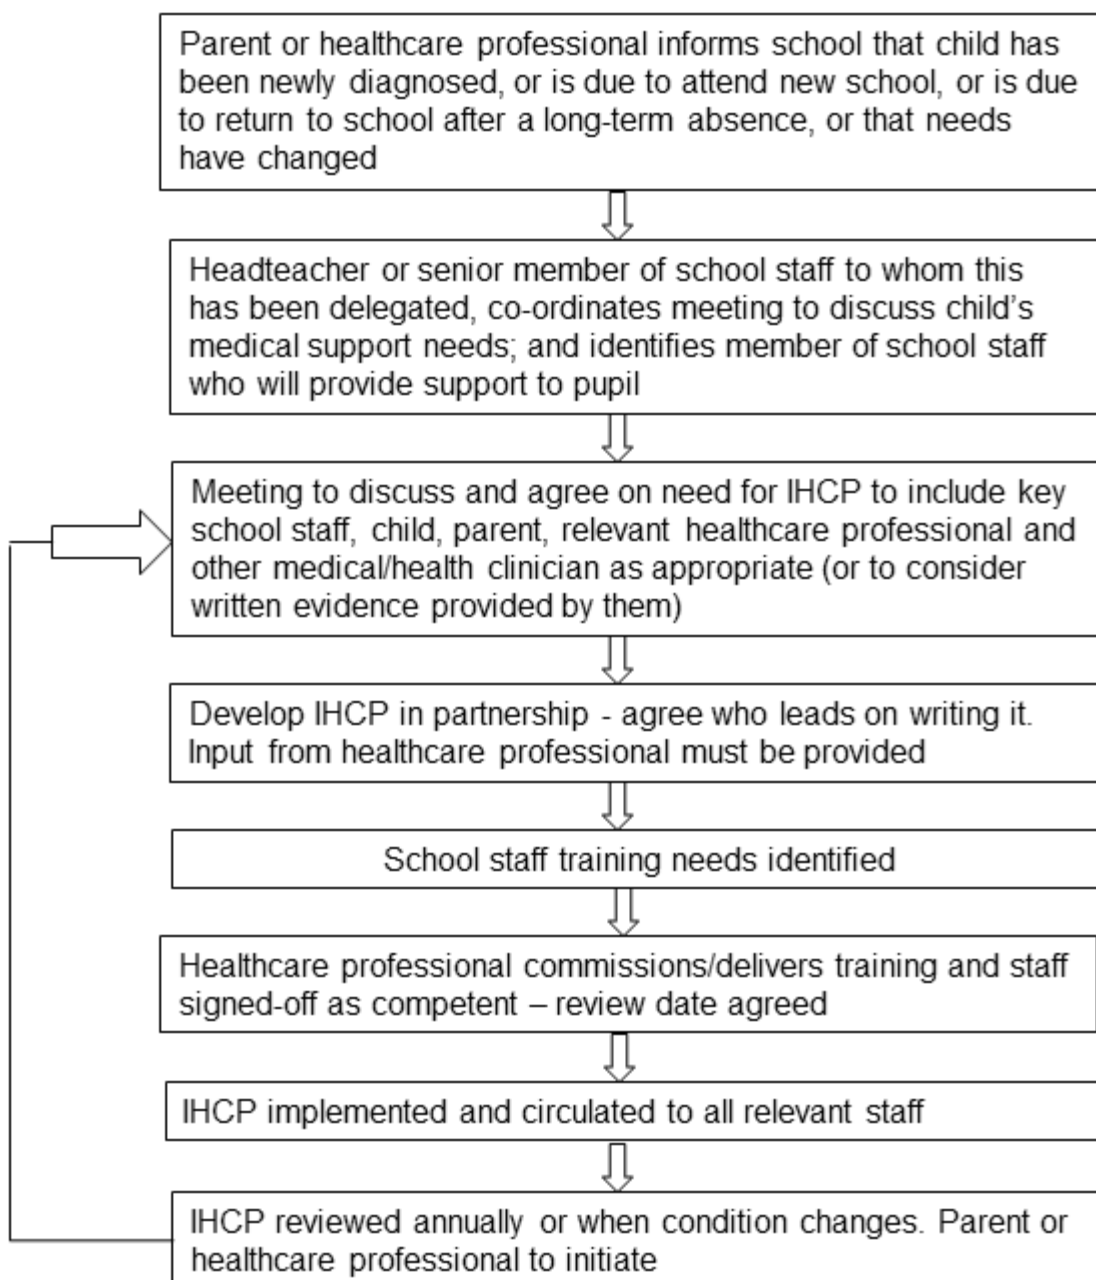 Parent or healthcare professional informs school that child has
been newly diagnosed, or is due to attend new school, or is due
to return to school after a long-term absence, or that needs
have changed
Headteacher or senior member of school staff to whom this
has been delegated, co-ordinates meeting to discuss child's
medical support needs; and identifies member of school staff
who will provide support to pupil
Meeting to discuss and agree on need for IHCP to include key
school staff, child, parent, relevant healthcare professional and
other medical/health clinician as appropriate (or to consider
written evidence provided by them)
Develop IHCP in partnership - agree who leads on writing it.
Input from healthcare professional must be provided
School staff training needs identified
Healthcare professional commissions/delivers training and staff
signed-off as competent – review date agreed
IHCP implemented and circulated to all relevant staff
IHCP reviewed annually or when condition changes. Parent or
healthcare professional to initiate